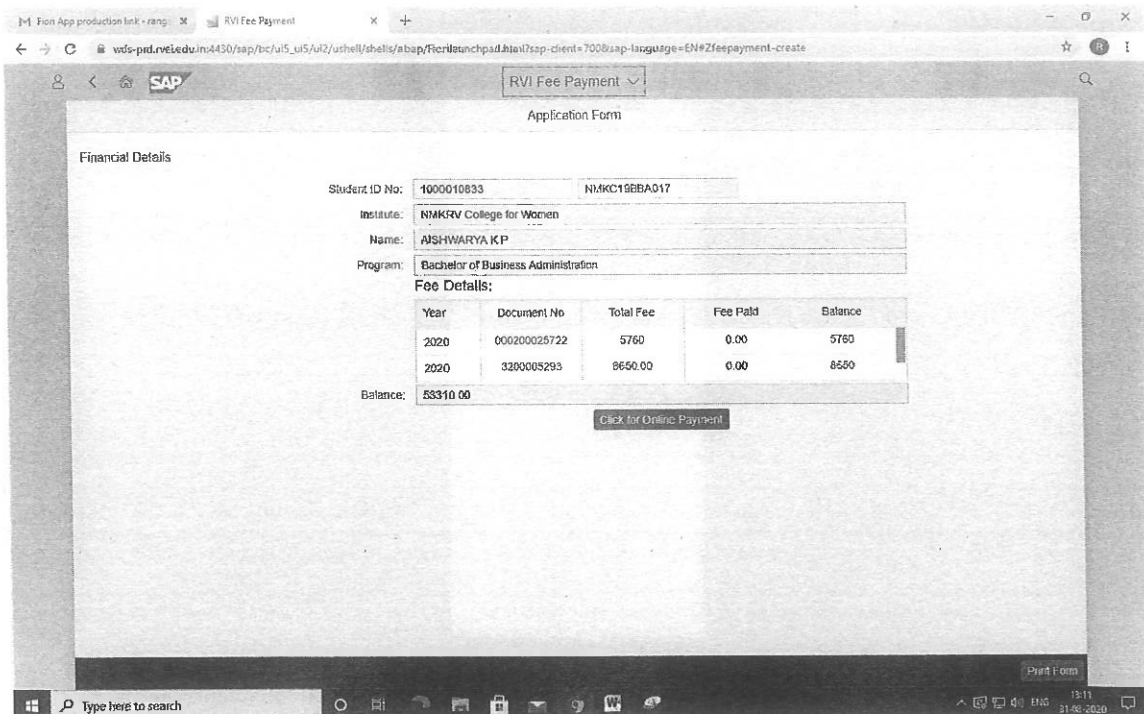 Fiori App production link - rang
RVI Fee Payment
wds-prd.rvei.edu.in:4430/sap/bc/ui5_ui5/ui2/ushell/shells/abap/Fiorilaunchpad.html?sap-client=700&sap-language=EN#Zfeepayment-create
R
SAP
RVI Fee Payment
Application Form
Financial Details
Student ID No: 1000010833 NMKC19BBA017
Institute: NMKRV College for Women
Name: AISHWARYA K P
Program: Bachelor of Business Administration
Fee Details:
Year Document No Total Fee Fee Paid Balance
2020 000200025722 5760 0.00 5760
2020 3200005293 8650.00 0.00 8650
Balance: 53310.00
Click for Online Payment
Print Form
Type here to search
ENG
13:11
31-08-2020